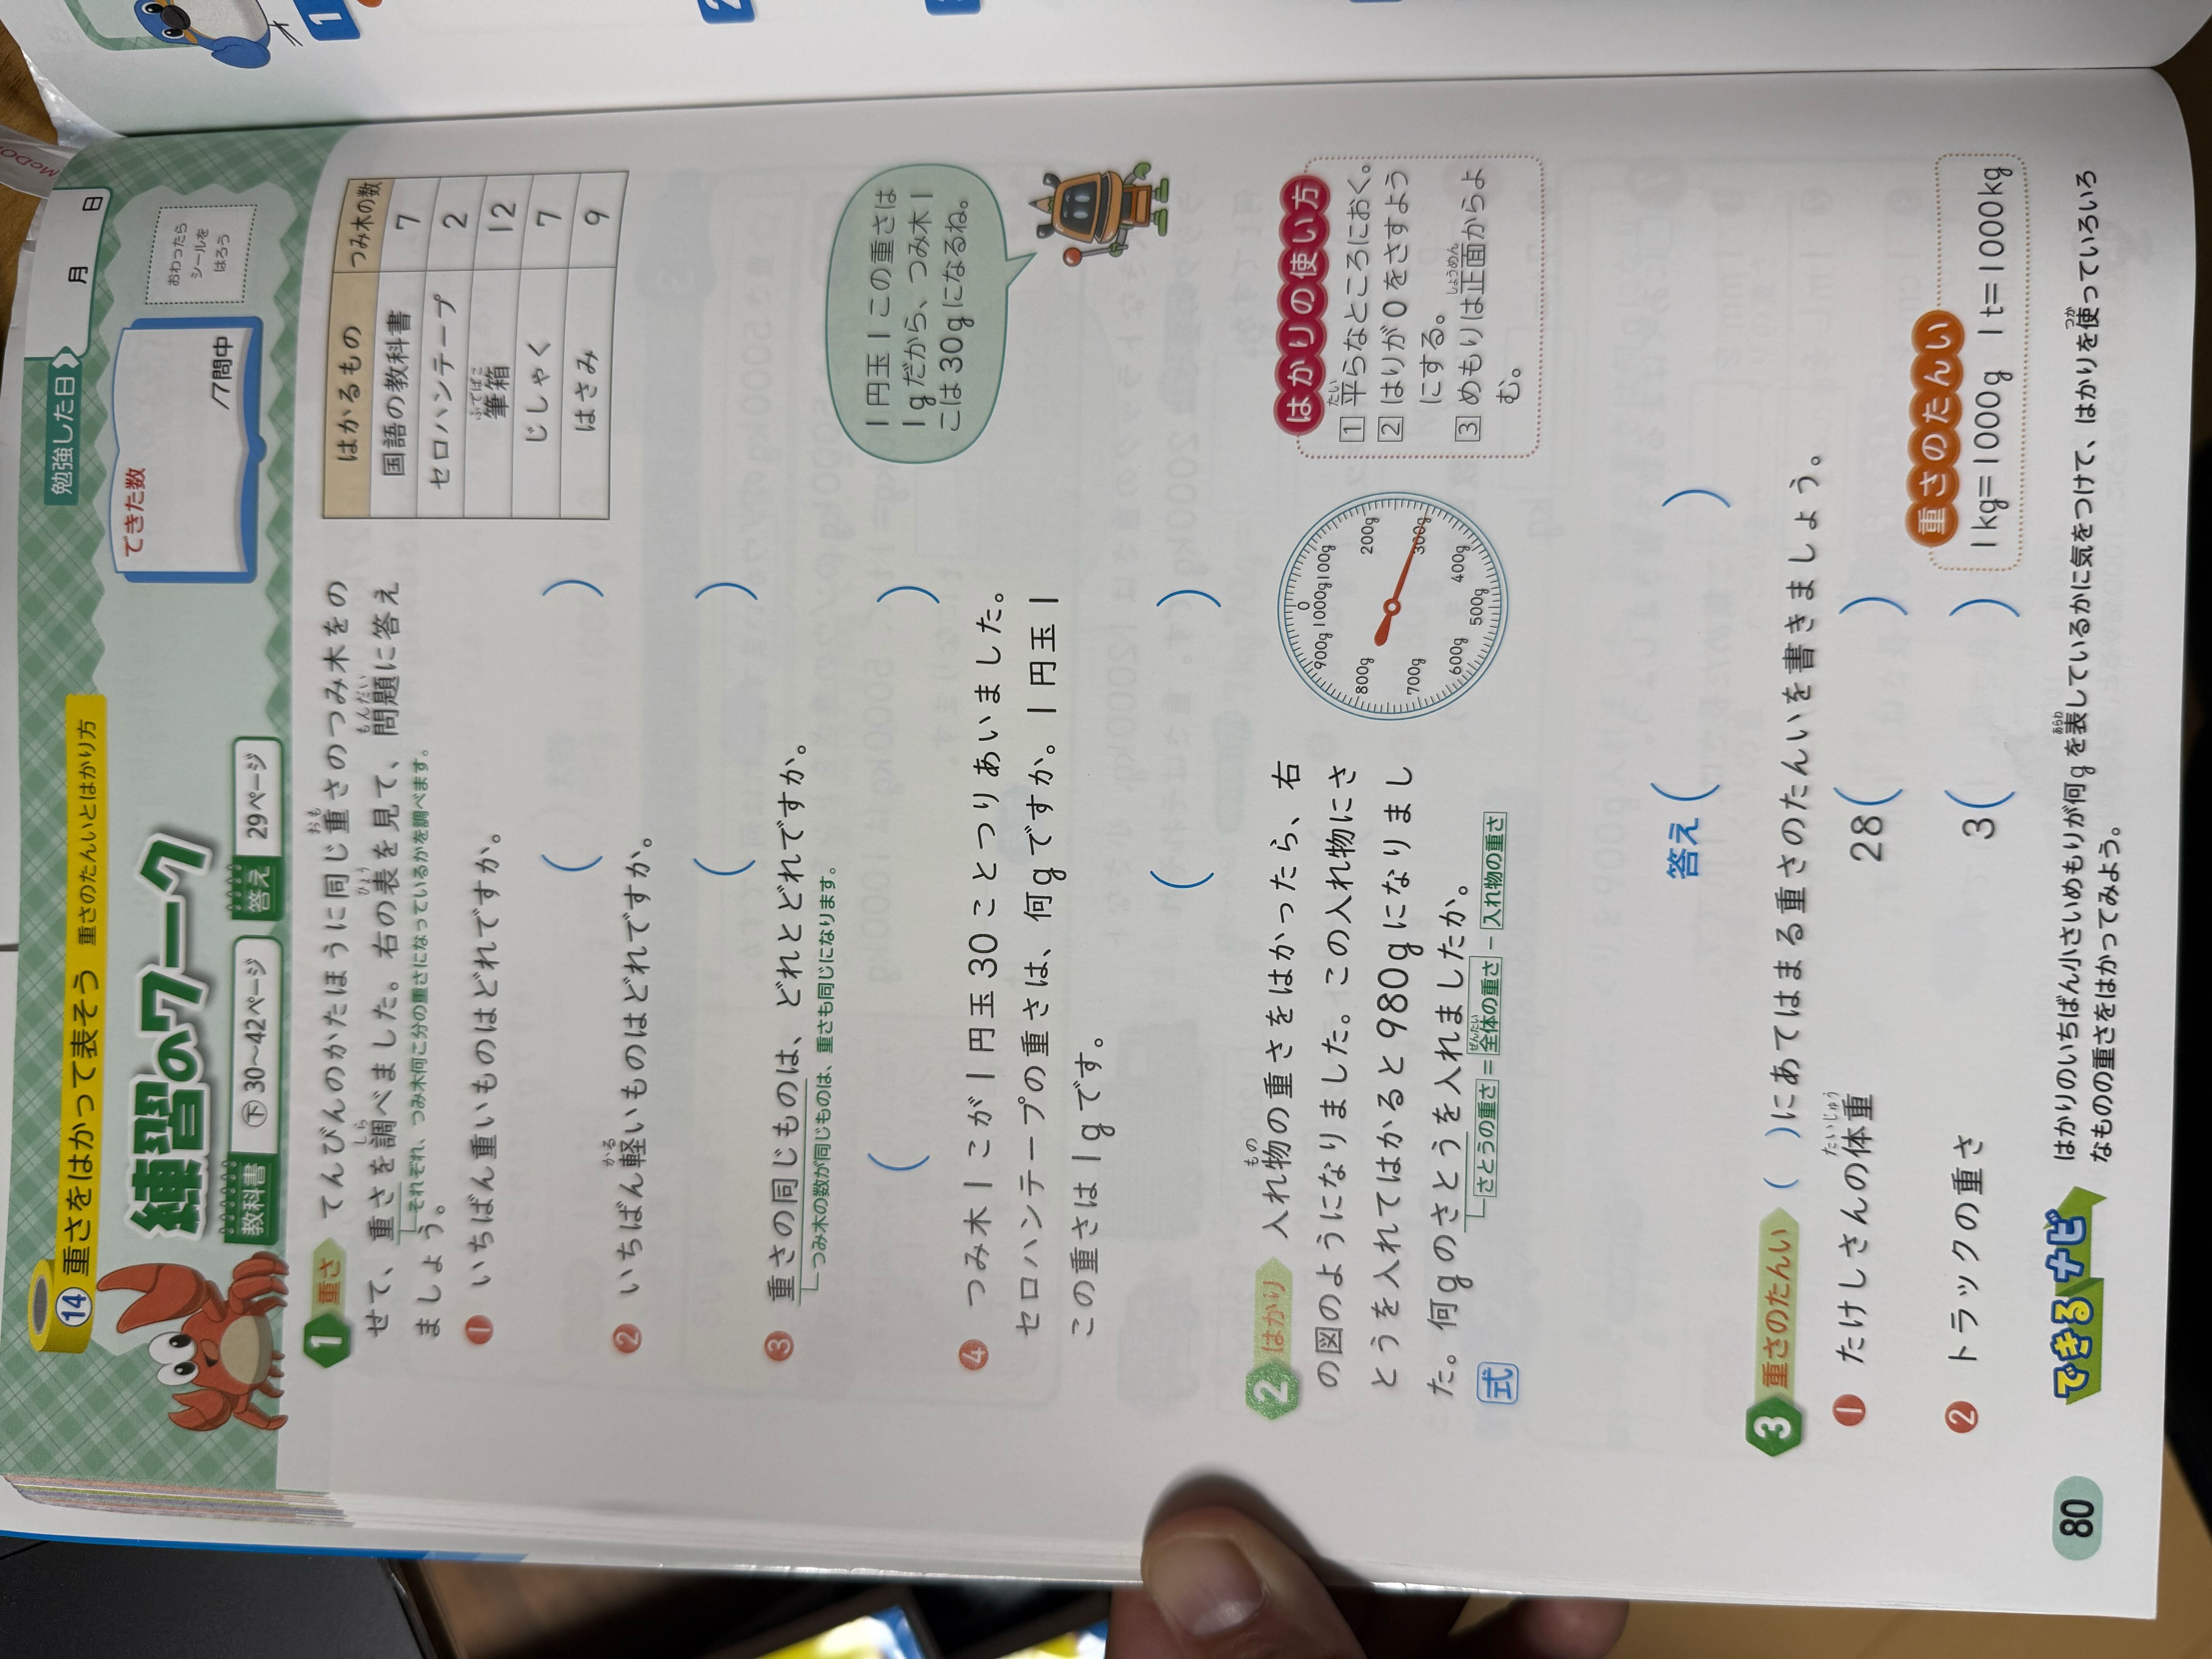 ⑭ 重さをはかって表そう 重さのたんいとはかり方
勉強した日 月 日
練習のワーク
教科書 ㊦30〜42ページ 答え 29ページ
できた数
/7問中
おわったら
シールを
はろう
1 重さ てんびんのかたほうに同じ重さのつみ木をの
せて、重さを調べました。右の表を見て、問題に答え
それぞれ、つみ木何こ分の重さになっているかを調べます。
ましょう。
はかるもの つみ木の数
国語の教科書 7
セロハンテープ 2
筆箱 12
じしゃく 7
はさみ 9
❶ いちばん重いものはどれですか。
( )
❷ いちばん軽いものはどれですか。
( )
❸ 重さの同じものは、どれとどれですか。
つみ木の数が同じものは、重さも同じになります。
( )
❹ つみ木1こが1円玉30ことつりあいました。
セロハンテープの重さは、何gですか。1円玉1
この重さは1gです。
( )
1円玉1この重さは
1gだから、つみ木1
こは30gになるね。
2 はかり 入れ物の重さをはかったら、右
の図のようになりました。この入れ物にさ
とうを入れてはかると980gになりまし
た。何gのさとうを入れましたか。
さとうの重さ=全体の重さ-入れ物の重さ
式
答え( )
0
1000g
100g
200g
300g
400g
500g
600g
700g
800g
900g
はかりの使い方
1 平らなところにおく。
2 はりが0をさすよう
にする。
3 めもりは正面からよ
む。
3 重さのたんい ( )にあてはまる重さのたんいを書きましょう。
❶ たけしさんの体重 28( )
❷ トラックの重さ 3( )
重さのたんい
1kg=1000g 1t=1000kg
できるナビ はかりのいちばん小さいめもりが何gを表しているかに気をつけて、はかりを使っていろいろ
なものの重さをはかってみよう。
80
1
2